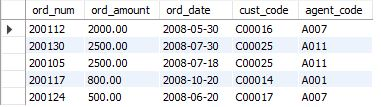 ord_num ord_amount ord_date cust_code agent_code
200112 2000.00 2008-05-30 C00016 A007
200130 2500.00 2008-07-30 C00025 A011
200105 2500.00 2008-07-18 C00025 A011
200117 800.00 2008-10-20 C00014 A001
200124 500.00 2008-06-20 C00017 A007